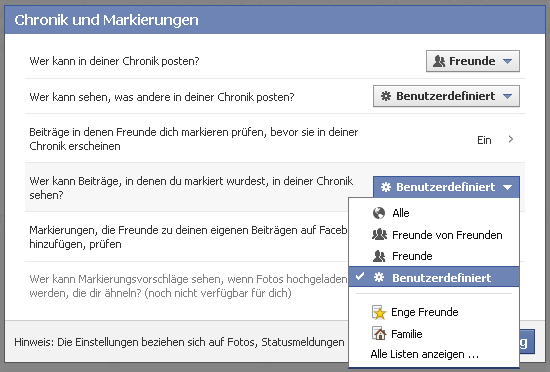 Chronik und Markierungen
Wer kann in deiner Chronik posten?
Freunde
Wer kann sehen, was andere in deiner Chronik posten?
Benutzerdefiniert
Beiträge in denen Freunde dich markieren prüfen, bevor sie in deiner
Chronik erscheinen
Ein
Wer kann Beiträge, in denen du markiert wurdest, in deiner Chronik
sehen?
Benutzerdefiniert
Alle
Freunde von Freunden
Freunde
Benutzerdefiniert
Enge Freunde
Familie
Alle Listen anzeigen ...
Markierungen, die Freunde zu deinen eigenen Beiträgen auf
hinzufügen, prüfen
Wer kann Markierungsvorschläge sehen, wenn Fotos hochgeladen
werden, die dir ähneln? (noch nicht verfügbar für dich)
Hinweis: Die Einstellungen beziehen sich auf Fotos, Statusmeldungen